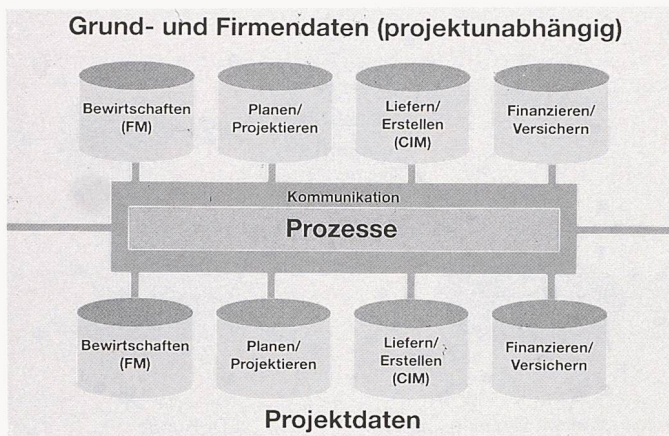 Grund- und Firmendaten (projektunabhängig)
Bewirtschaften
(FM)
Planen/
Projektieren
Liefern/
Erstellen
(CIM)
Finanzieren/
Versichern
Kommunikation
Prozesse
Bewirtschaften
(FM)
Planen/
Projektieren
Liefern/
Erstellen
(CIM)
Finanzieren/
Versichern
Projektdaten